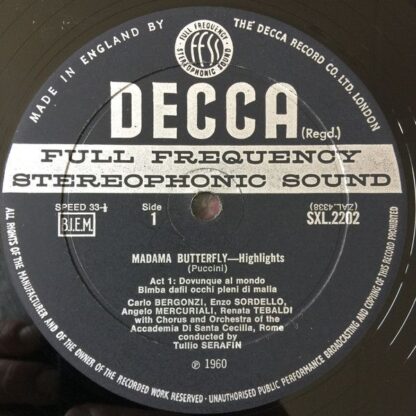 MADE IN ENGLAND BY
THE DECCA RECORD CO., LTD., LONDON
FULL FREQUENCY
FFSS
STEREOPHONIC SOUND
DECCA
(Regd.)
FULL FREQUENCY
STEREOPHONIC SOUND
SPEED 33⅓
Side
1
(ZAL.4338)
SXL.2202
B.I.E.M.
MADAMA BUTTERFLY—Highlights
(Puccini)
Act 1: Dovunque al mondo
Bimba dagli occhi pieni di malia
Carlo BERGONZI, Enzo SORDELLO,
Angelo MERCURIALI, Renata TEBALDI
with Chorus and Orchestra of the
Accademia Di Santa Cecilia, Rome
conducted by
Tullio SERAFIN
℗ 1960
ALL RIGHTS OF THE MANUFACTURER AND OF THE OWNER OF THE RECORDED WORK RESERVED · UNAUTHORISED PUBLIC PERFORMANCE BROADCASTING AND COPYING OF THIS RECORD PROHIBITED